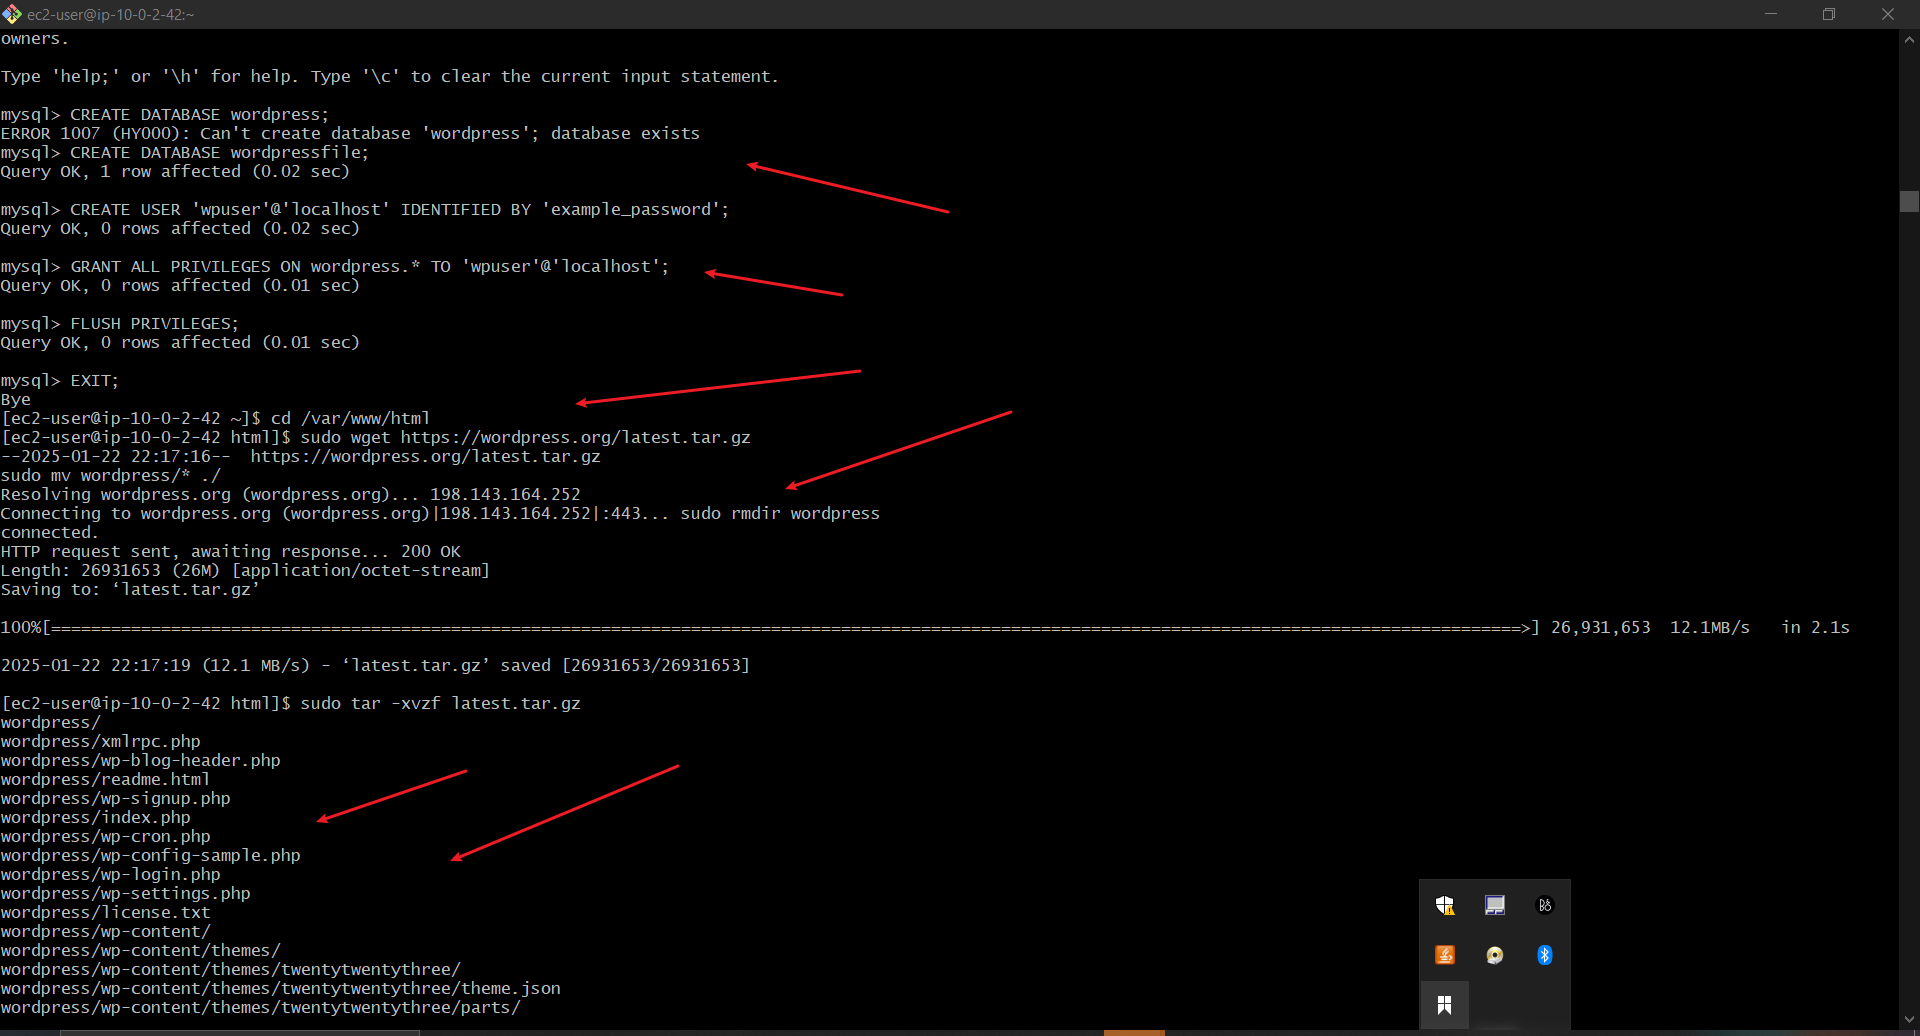 ec2-user@ip-10-0-2-42:~
owners.
Type 'help;' or '\h' for help. Type '\c' to clear the current input statement.
mysql> CREATE DATABASE wordpress;
ERROR 1007 (HY000): Can't create database 'wordpress'; database exists
mysql> CREATE DATABASE wordpressfile;
Query OK, 1 row affected (0.02 sec)
mysql> CREATE USER 'wpuser'@'localhost' IDENTIFIED BY 'example_password';
Query OK, 0 rows affected (0.02 sec)
mysql> GRANT ALL PRIVILEGES ON wordpress.* TO 'wpuser'@'localhost';
Query OK, 0 rows affected (0.01 sec)
mysql> FLUSH PRIVILEGES;
Query OK, 0 rows affected (0.01 sec)
mysql> EXIT;
Bye
[ec2-user@ip-10-0-2-42 ~]$ cd /var/www/html
[ec2-user@ip-10-0-2-42 html]$ sudo wget https://wordpress.org/latest.tar.gz
--2025-01-22 22:17:16--  https://wordpress.org/latest.tar.gz
sudo mv wordpress/* ./
Resolving wordpress.org (wordpress.org)... 198.143.164.252
Connecting to wordpress.org (wordpress.org)|198.143.164.252|:443... sudo rmdir wordpress
connected.
HTTP request sent, awaiting response... 200 OK
Length: 26931653 (26M) [application/octet-stream]
Saving to: ‘latest.tar.gz’
100%[===================================================================================================================================================>] 26,931,653  12.1MB/s   in 2.1s
2025-01-22 22:17:19 (12.1 MB/s) - ‘latest.tar.gz’ saved [26931653/26931653]
[ec2-user@ip-10-0-2-42 html]$ sudo tar -xvzf latest.tar.gz
wordpress/
wordpress/xmlrpc.php
wordpress/wp-blog-header.php
wordpress/readme.html
wordpress/wp-signup.php
wordpress/index.php
wordpress/wp-cron.php
wordpress/wp-config-sample.php
wordpress/wp-login.php
wordpress/wp-settings.php
wordpress/license.txt
wordpress/wp-content/
wordpress/wp-content/themes/
wordpress/wp-content/themes/twentytwentythree/
wordpress/wp-content/themes/twentytwentythree/theme.json
wordpress/wp-content/themes/twentytwentythree/parts/